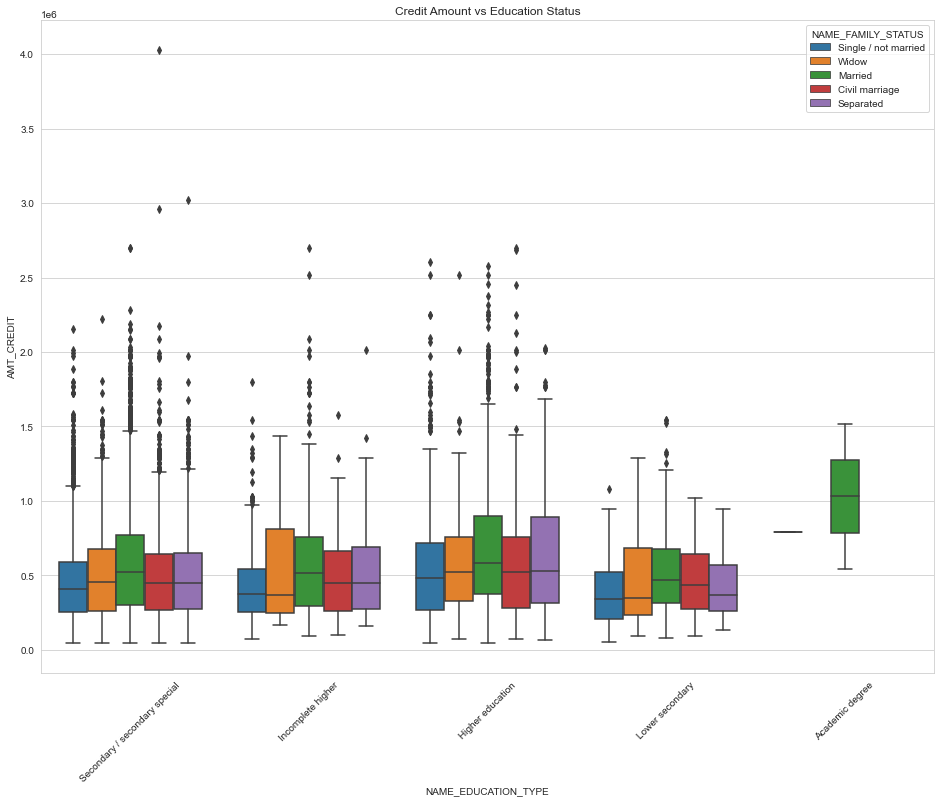 Credit Amount vs Education Status
1e6
NAME_FAMILY_STATUS
Single / not married
Widow
Married
Civil marriage
Separated
4.0
3.5
3.0
2.5
2.0
1.5
1.0
0.5
0.0
AMT_CREDIT
Secondary / secondary special
Incomplete higher
Higher education
Lower secondary
Academic degree
NAME_EDUCATION_TYPE